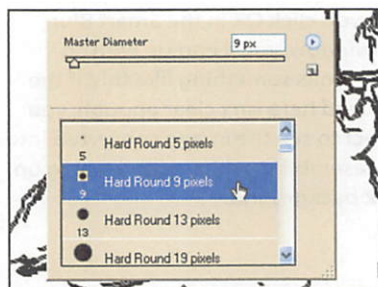 Master Diameter 9 px
Hard Round 5 pixels
5
Hard Round 9 pixels
9
Hard Round 13 pixels
13
Hard Round 19 pixels